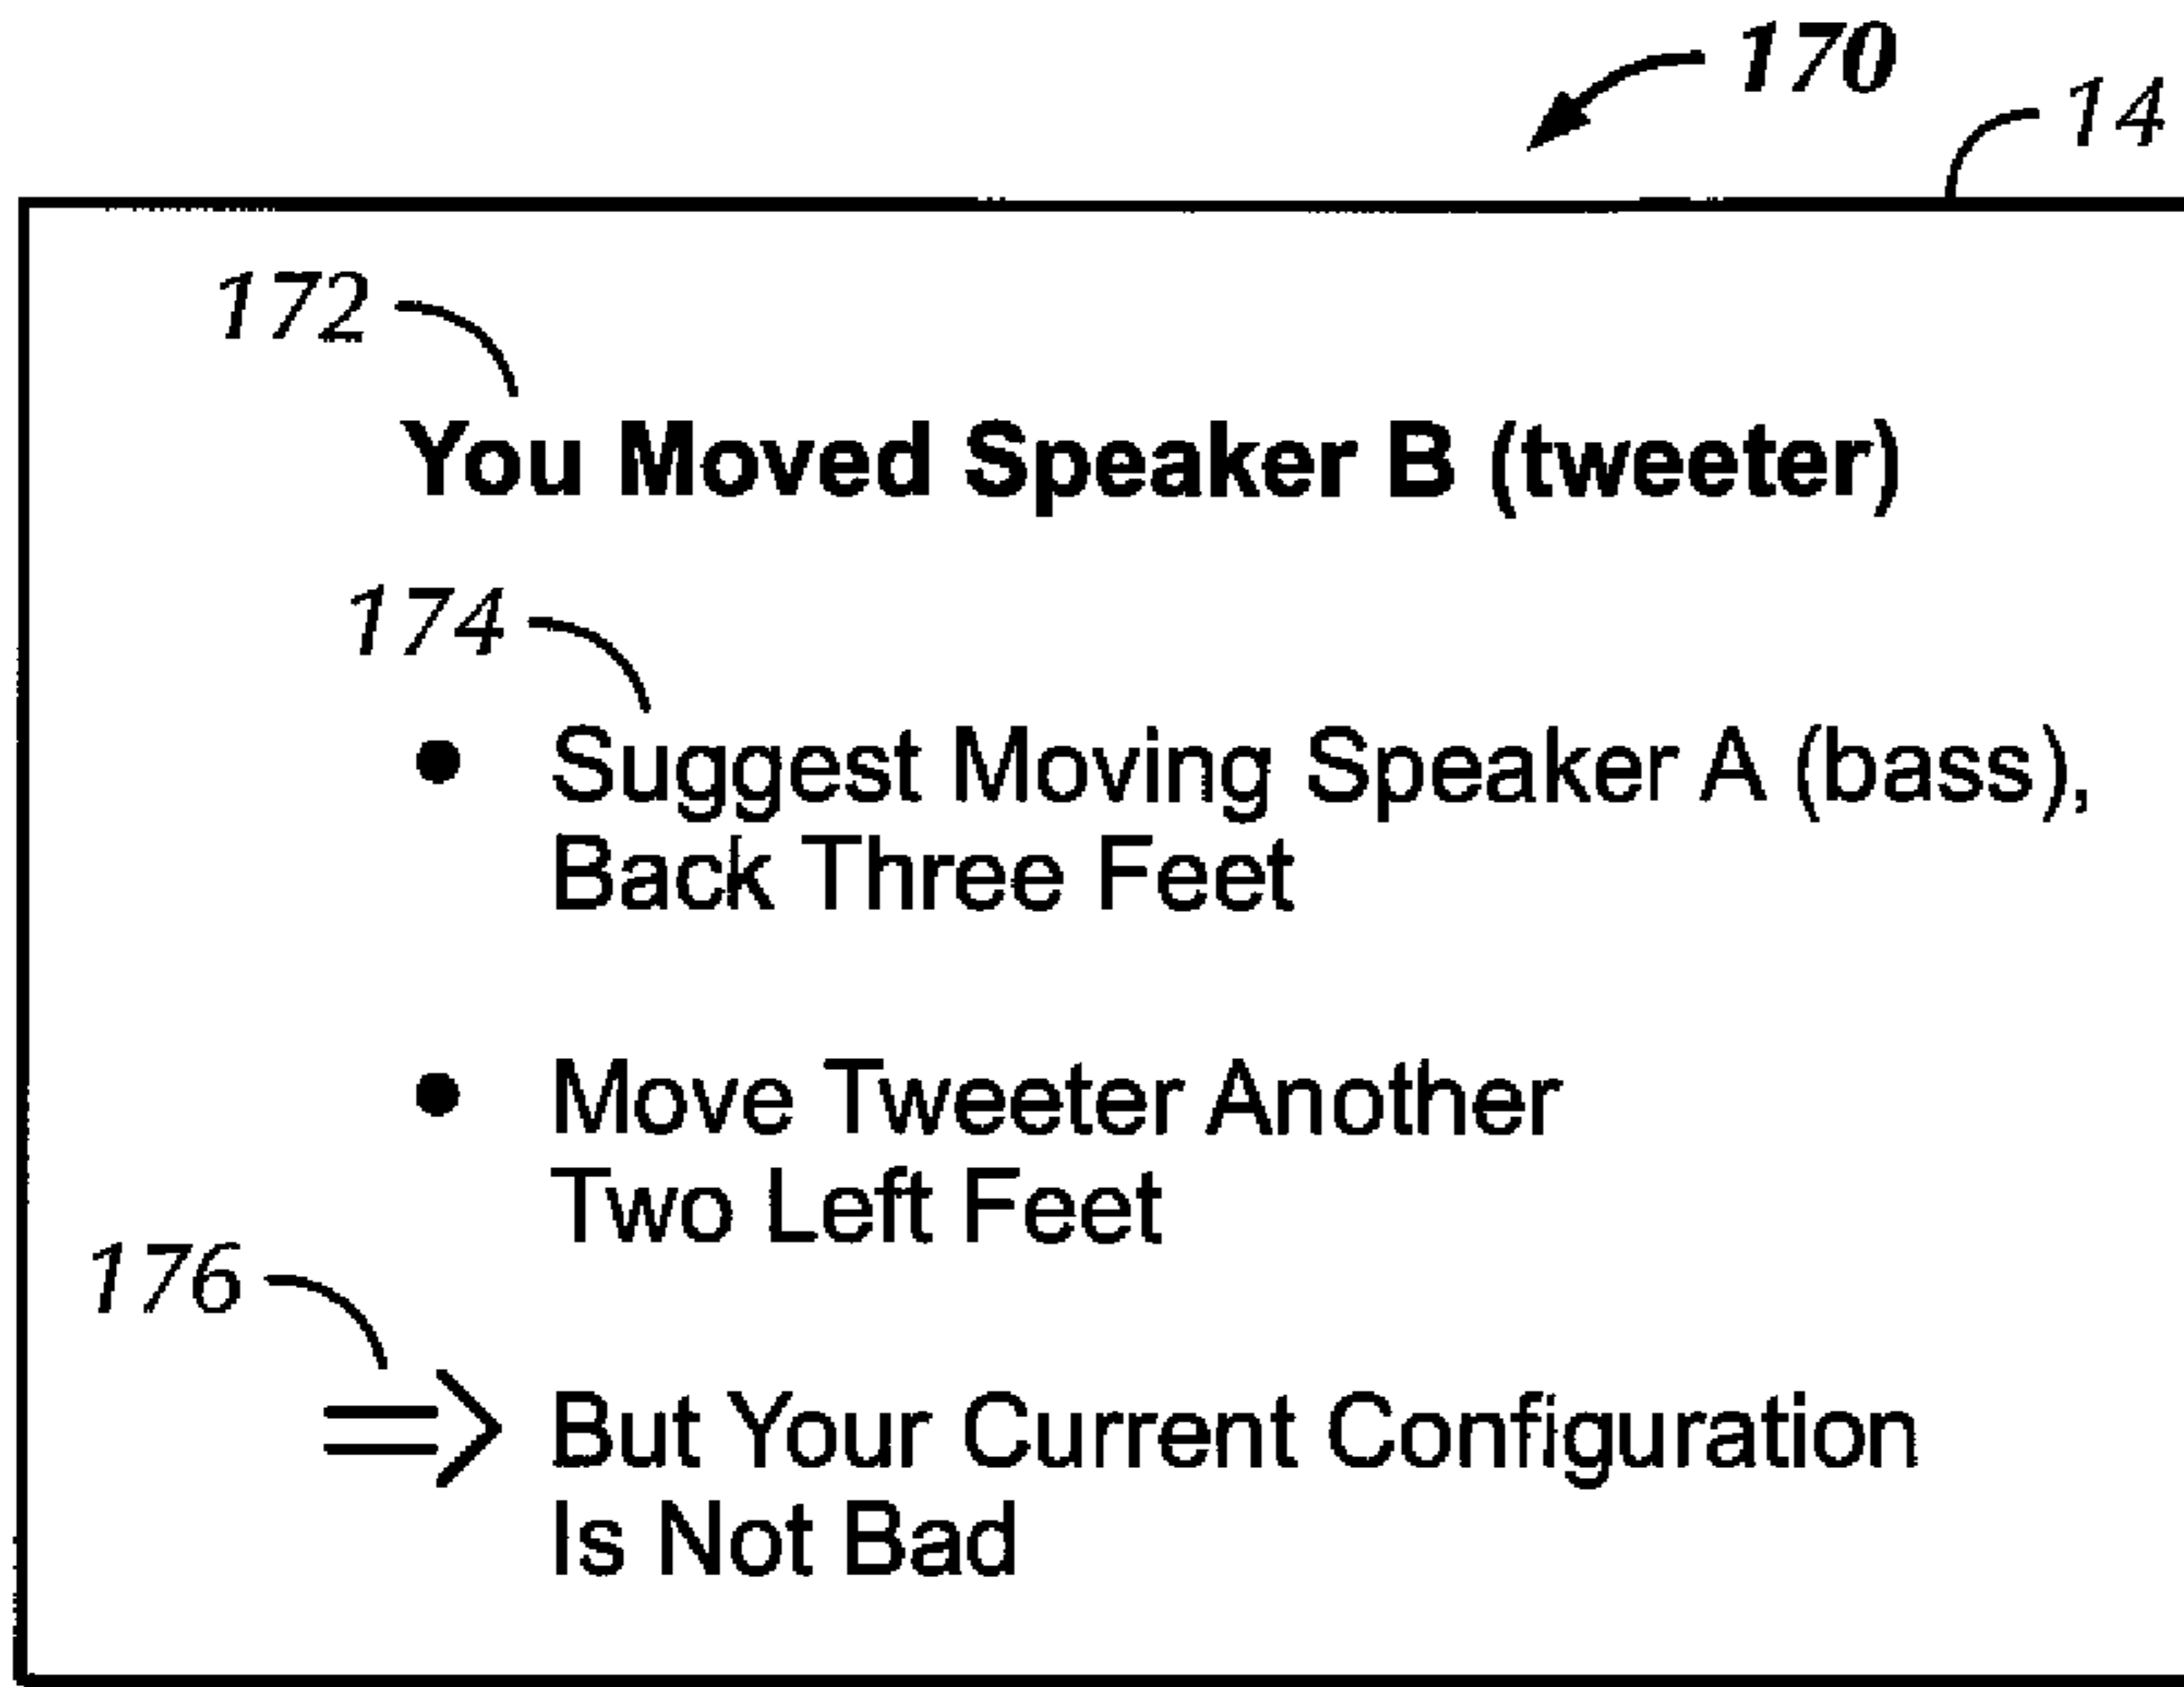 170
14
172
You Moved Speaker B (tweeter)
174
• Suggest Moving Speaker A (bass),
Back Three Feet
• Move Tweeter Another
Two Left Feet
176
⇒ But Your Current Configuration
Is Not Bad